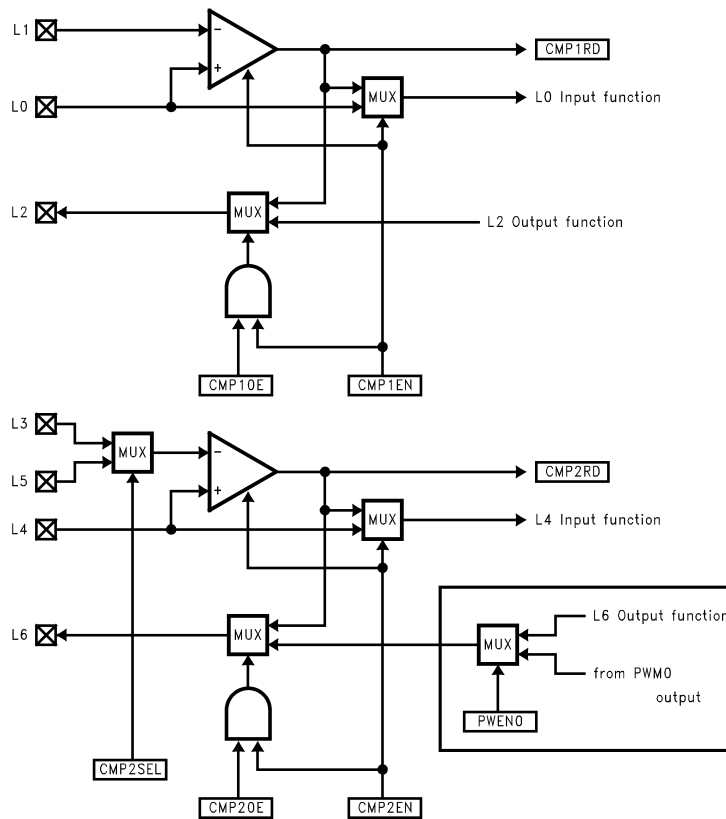 L1
−
CMP1RD
+
L0
MUX
L0 Input function
L2
MUX
L2 Output function
CMP1OE
CMP1EN
L3
MUX
−
CMP2RD
L5
+
L4
MUX
L4 Input function
L6
MUX
MUX
L6 Output function
from PWM0
output
PWEN0
CMP2SEL
CMP2OE
CMP2EN